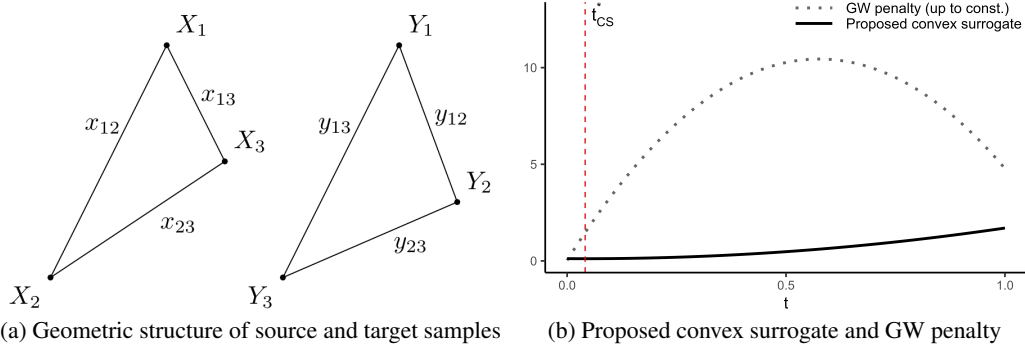 X1
Y1
x13
x12
y13
y12
X3
Y2
x23
y23
X2
Y3
(a) Geometric structure of source and target samples
t*CS
GW penalty (up to const.)
Proposed convex surrogate
10
5
0
0.0
0.5
1.0
t
(b) Proposed convex surrogate and GW penalty